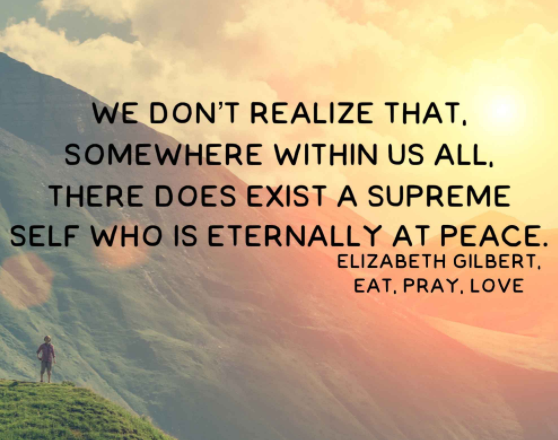 WE DON'T REALIZE THAT,
SOMEWHERE WITHIN US ALL,
THERE DOES EXIST A SUPREME
SELF WHO IS ETERNALLY AT PEACE.
ELIZABETH GILBERT,
EAT, PRAY, LOVE